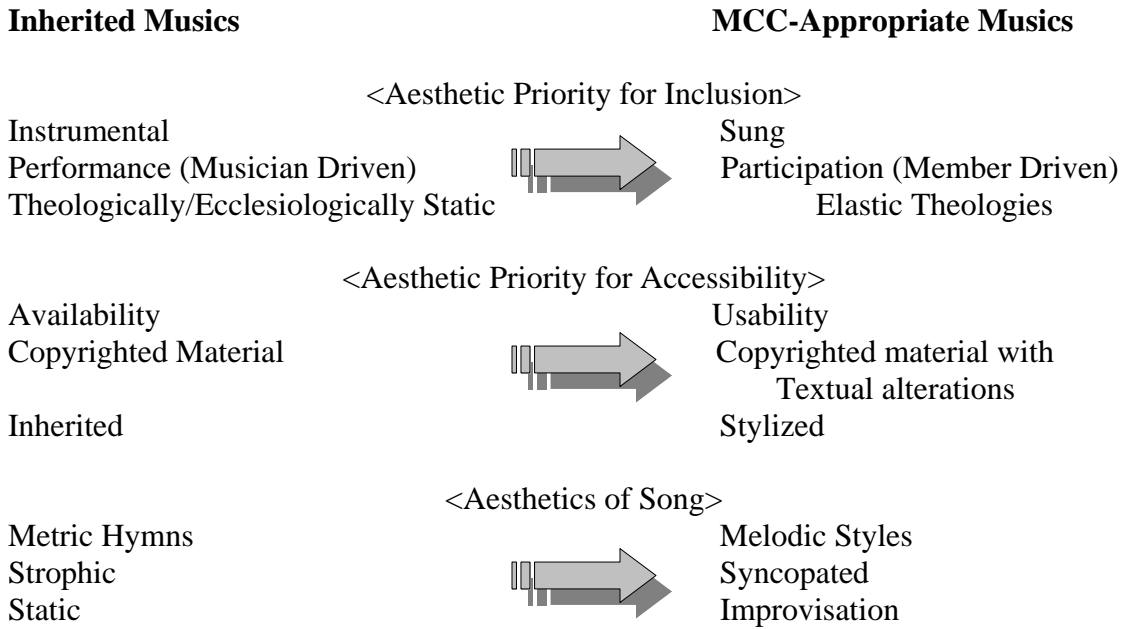 Inherited Musics MCC-Appropriate Musics
<Aesthetic Priority for Inclusion>
Instrumental Sung
Performance (Musician Driven) Participation (Member Driven)
Theologically/Ecclesiologically Static Elastic Theologies
<Aesthetic Priority for Accessibility>
Availability Usability
Copyrighted Material Copyrighted material with
Textual alterations
Inherited Stylized
<Aesthetics of Song>
Metric Hymns Melodic Styles
Strophic Syncopated
Static Improvisation